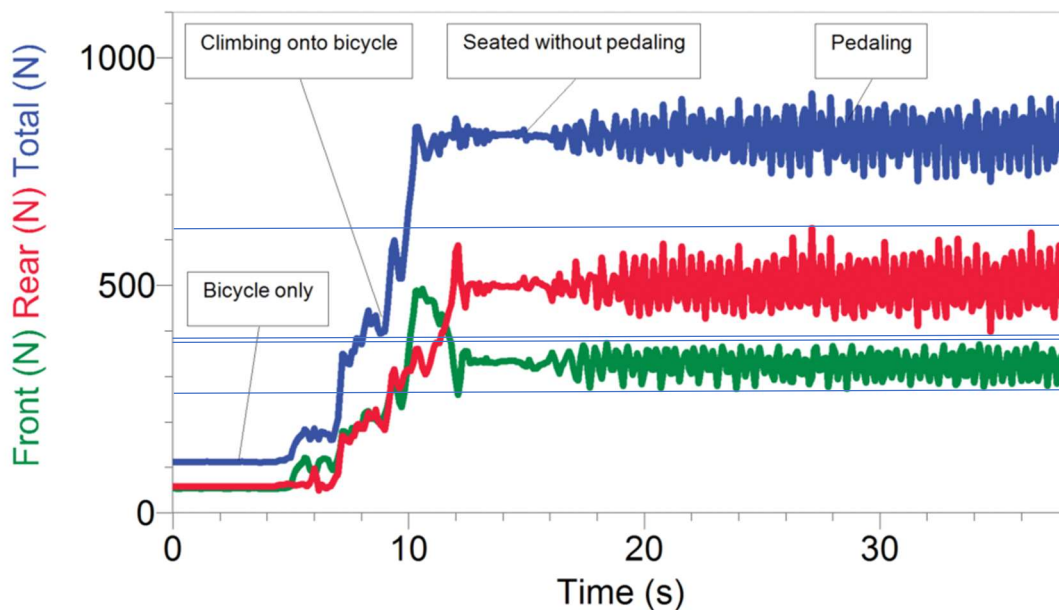 Front (N) Rear (N) Total (N)
1000
500
0
Climbing onto bicycle
Seated without pedaling
Pedaling
Bicycle only
0
10
20
30
Time (s)